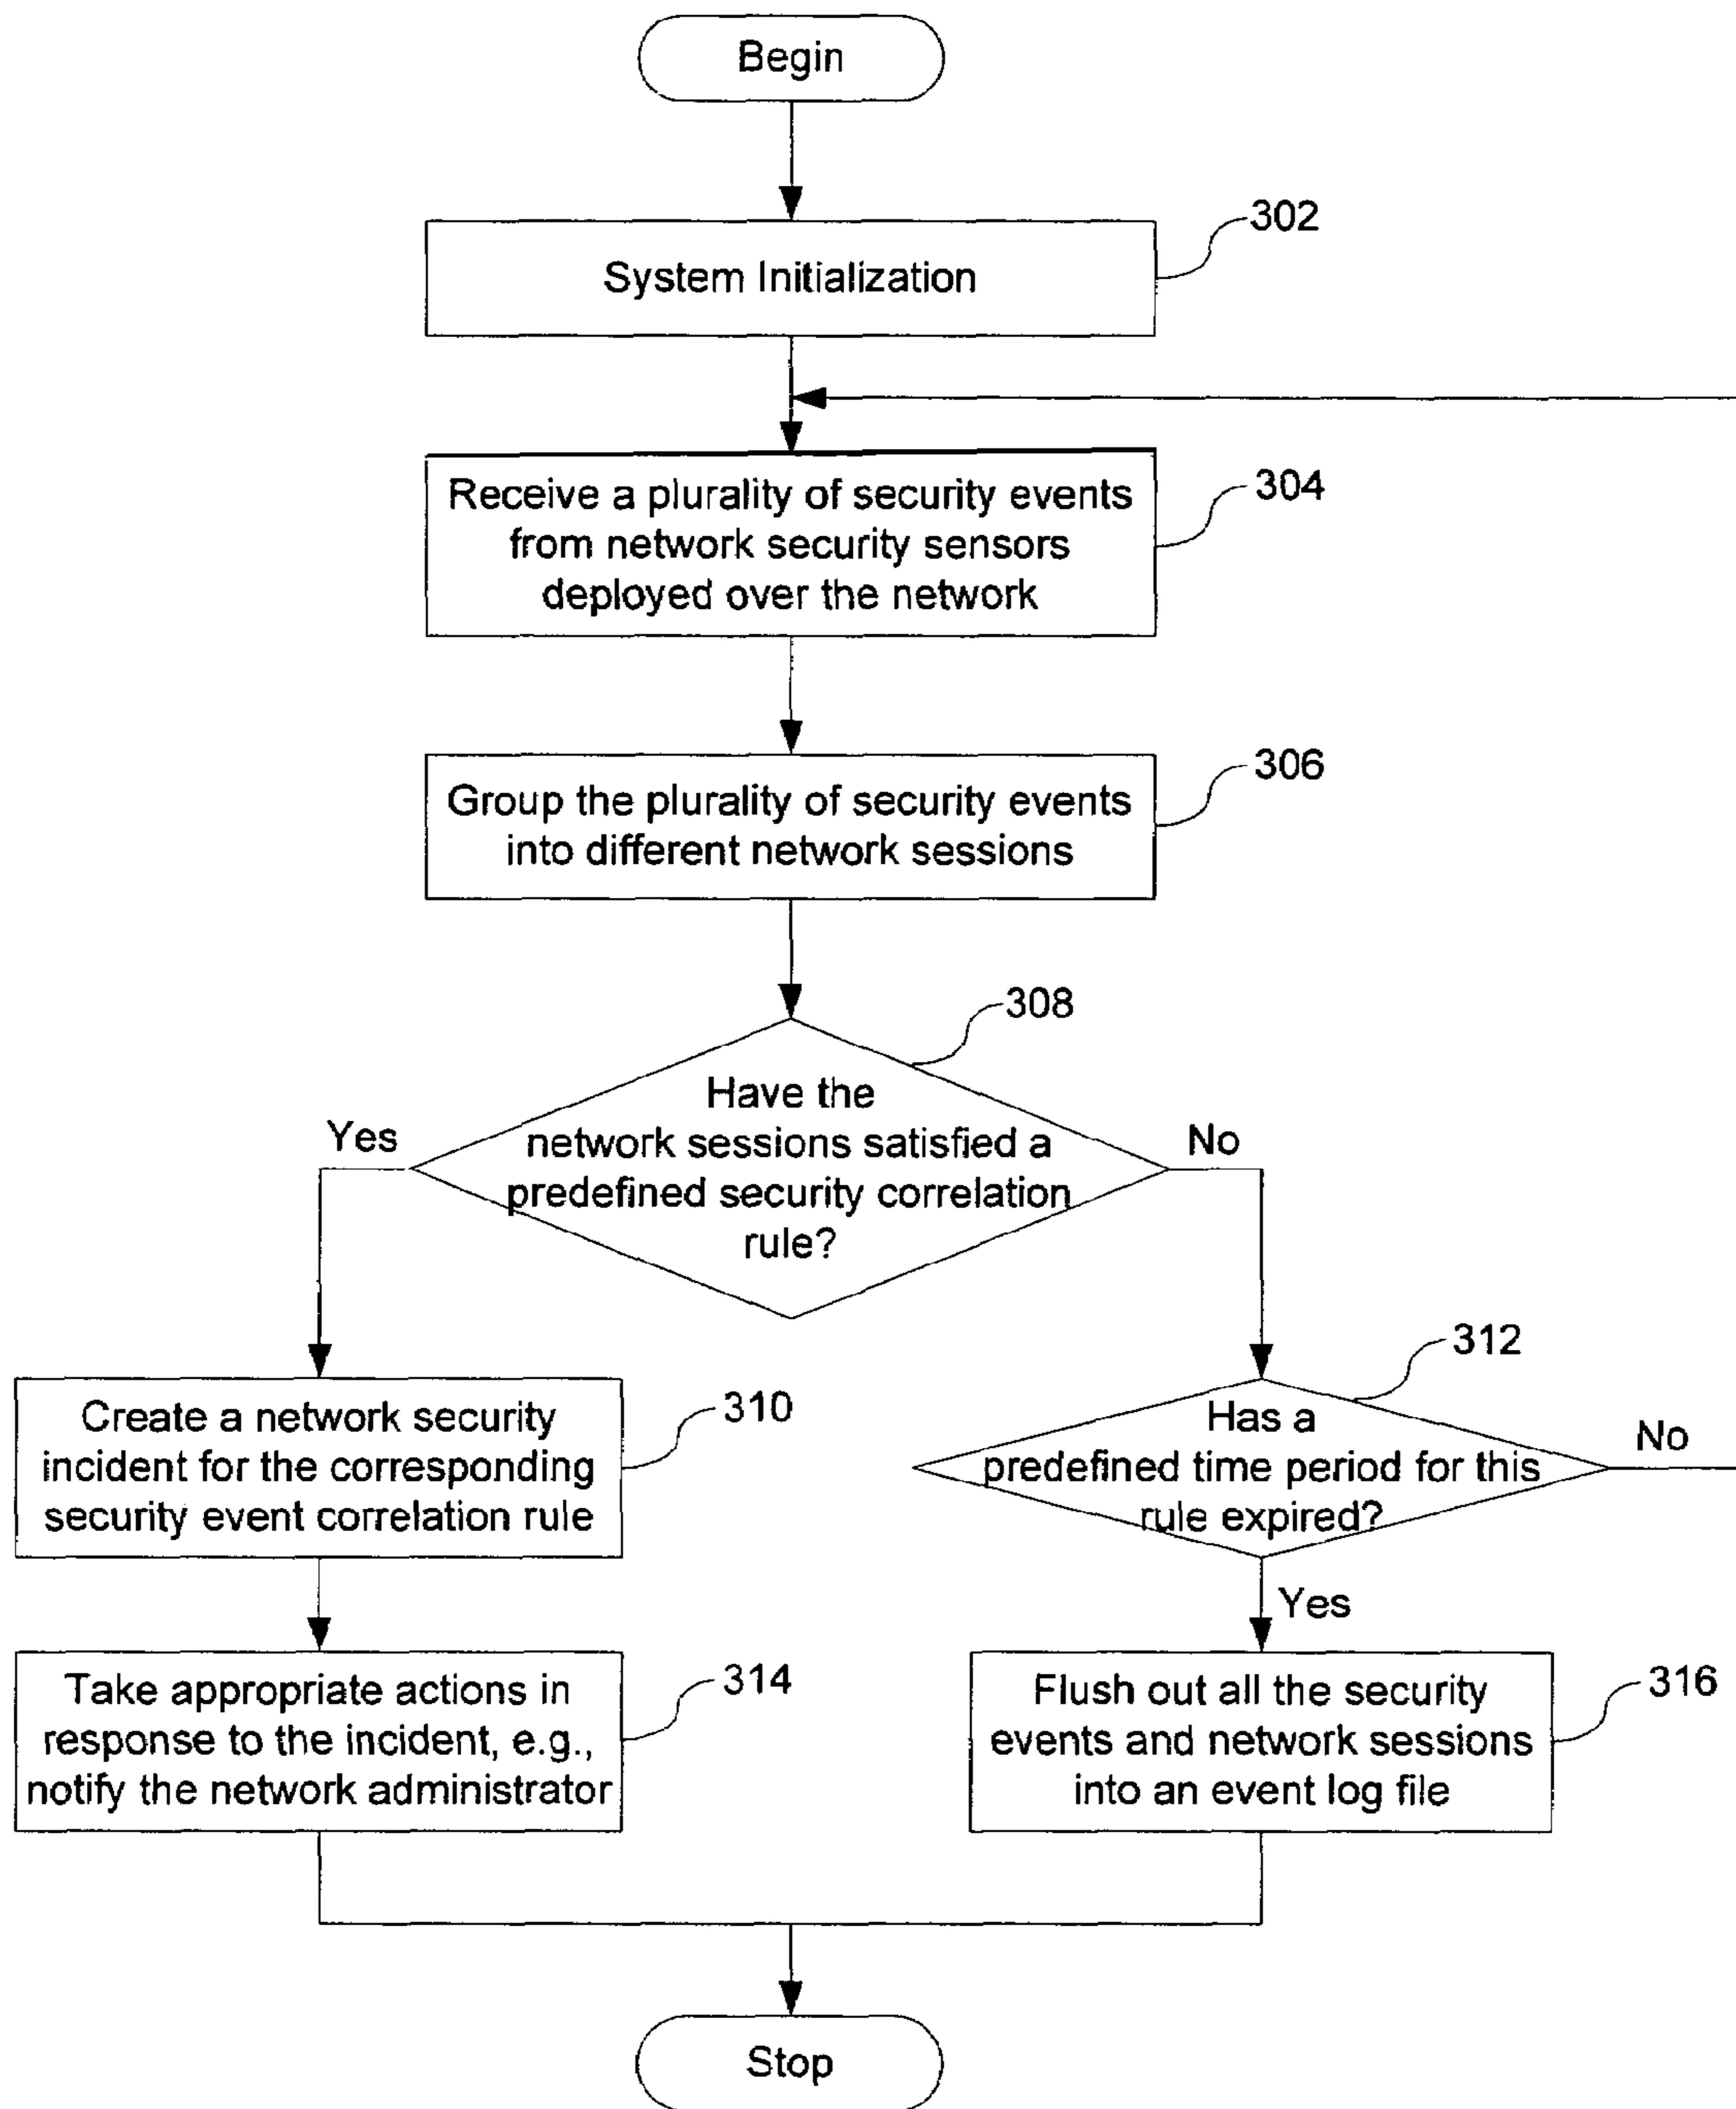 Begin
302
System Initialization
304
Receive a plurality of security events
from network security sensors
deployed over the network
306
Group the plurality of security events
into different network sessions
308
Have the
network sessions satisfied a
predefined security correlation
rule?
Yes
No
312
Has a
predefined time period for this
rule expired?
No
Yes
310
Create a network security
incident for the corresponding
security event correlation rule
314
Take appropriate actions in
response to the incident, e.g.,
notify the network administrator
316
Flush out all the security
events and network sessions
into an event log file
Stop